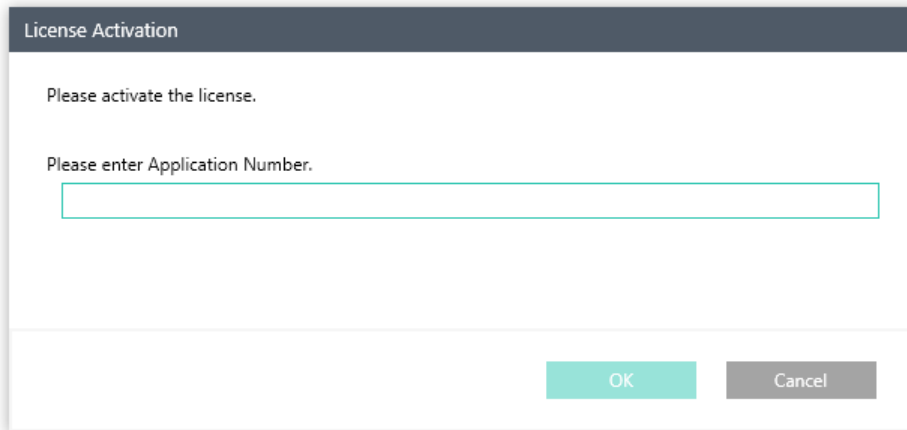 License Activation
Please activate the license.
Please enter Application Number.
OK Cancel